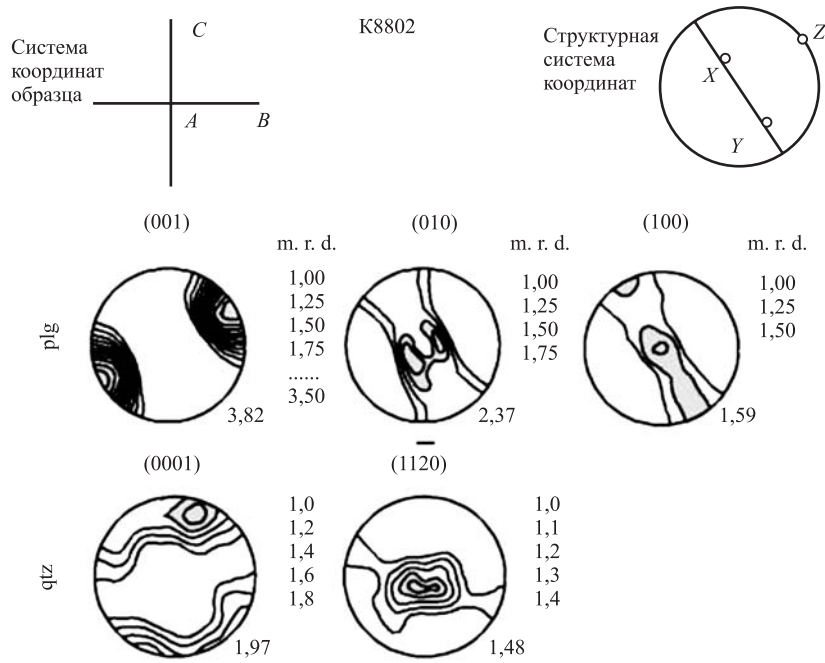 K8802
Система
координат
образца
C
A
B
Структурная
система
координат
Z
X
Y
(001)
m. r. d.
1,00
1,25
1,50
1,75
......
3,50
3,82
(010)
m. r. d.
1,00
1,25
1,50
1,75
2,37
(100)
m. r. d.
1,00
1,25
1,50
1,59
plg
(0001)
1,0
1,2
1,4
1,6
1,8
1,97
(112̅0)
1,0
1,1
1,2
1,3
1,4
1,48
qtz